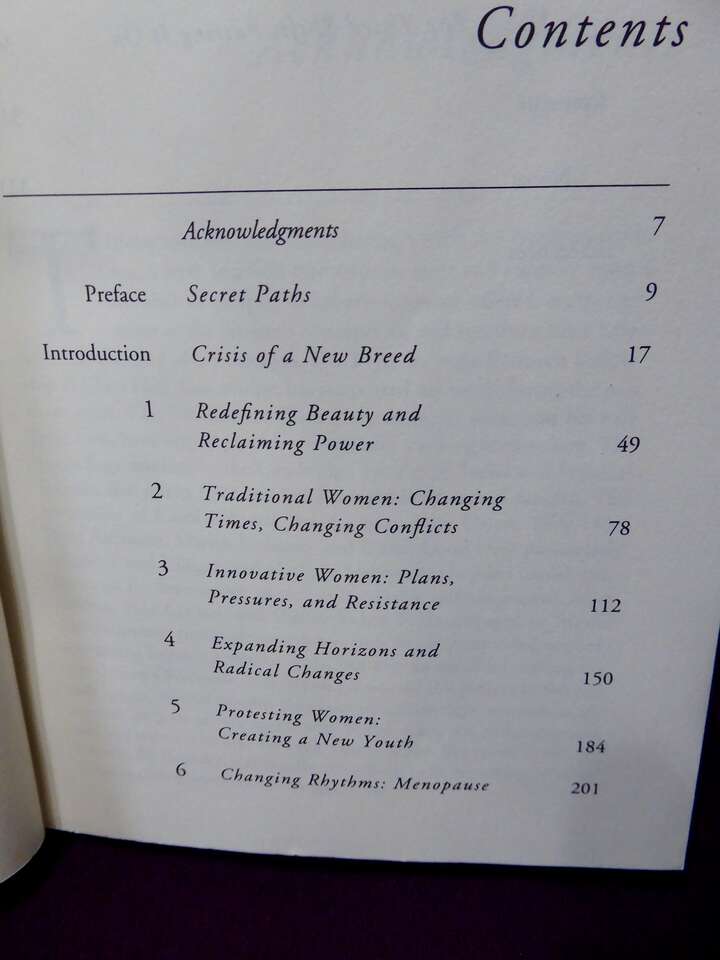 Contents
Acknowledgments 7
Preface Secret Paths 9
Introduction Crisis of a New Breed 17
1 Redefining Beauty and
Reclaiming Power 49
2 Traditional Women: Changing
Times, Changing Conflicts 78
3 Innovative Women: Plans,
Pressures, and Resistance 112
4 Expanding Horizons and
Radical Changes 150
5 Protesting Women:
Creating a New Youth 184
6 Changing Rhythms: Menopause 201